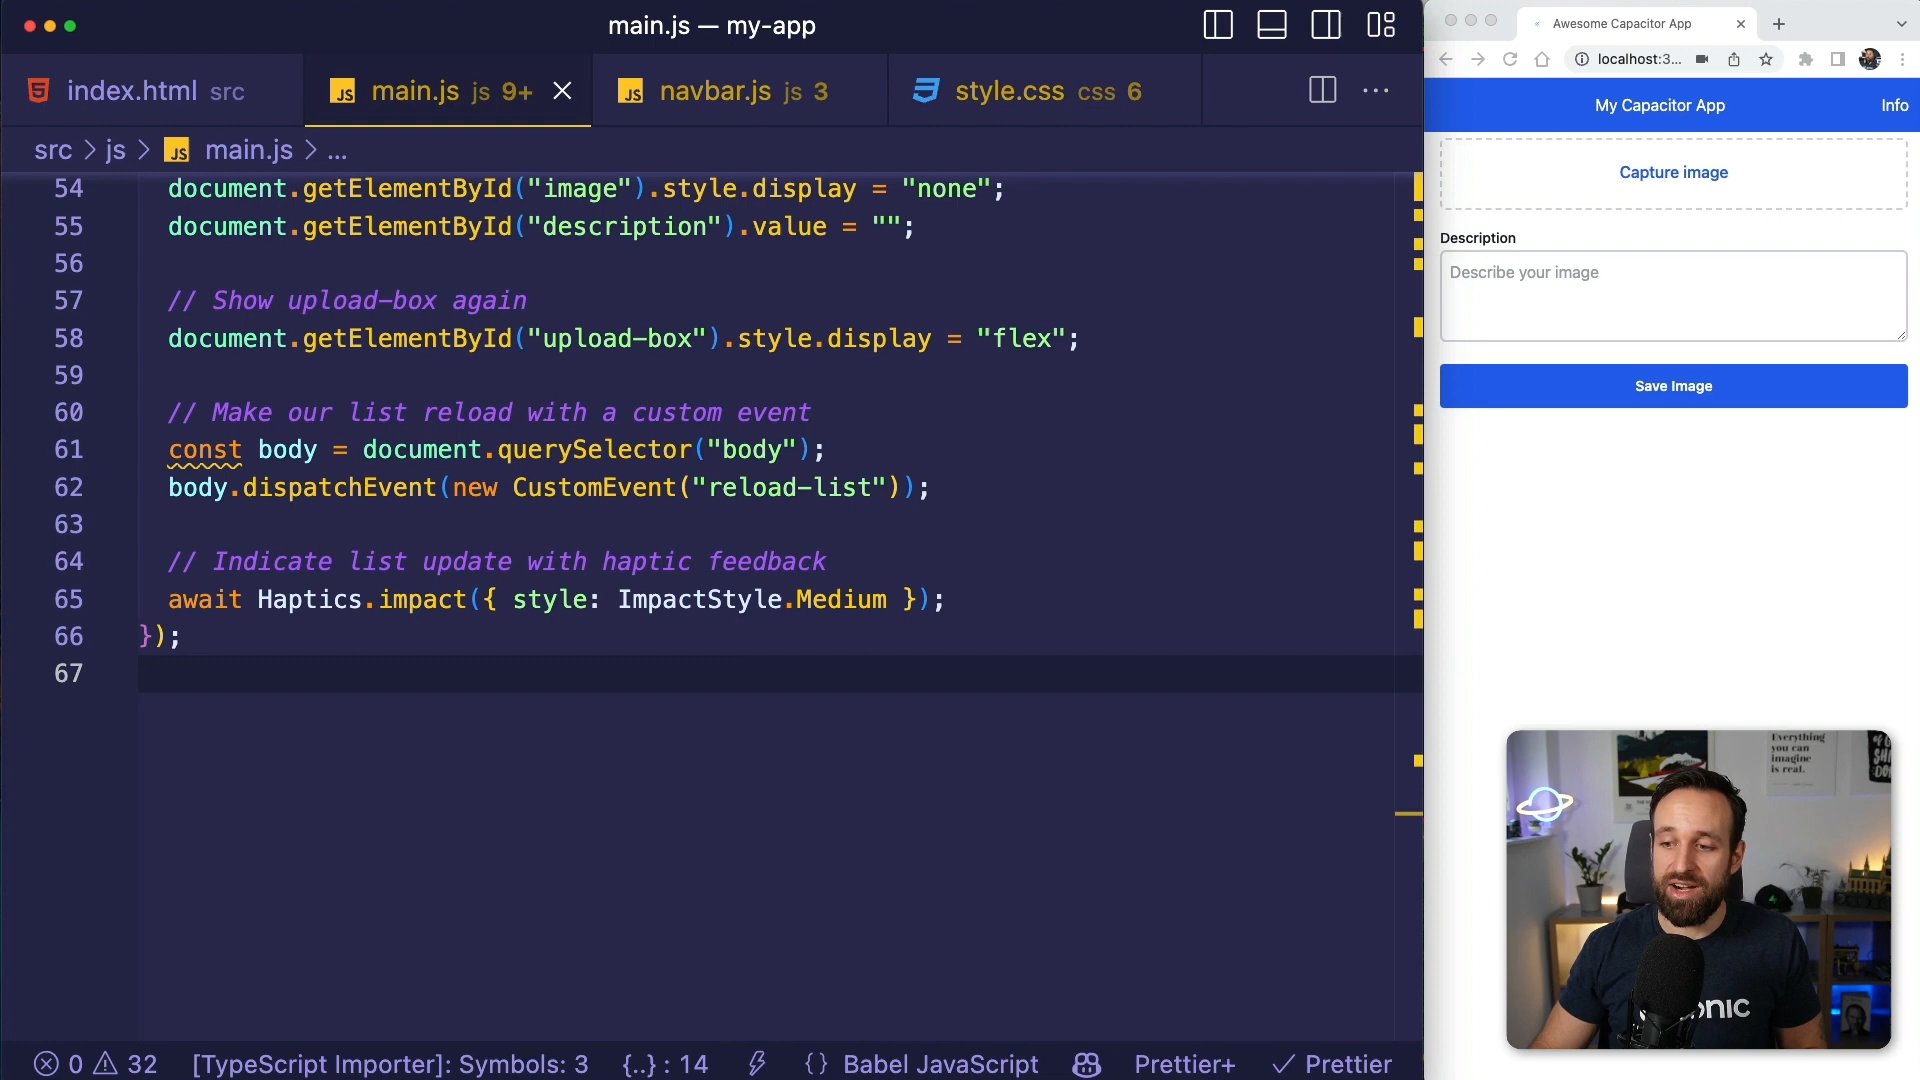 main.js — my-app
index.html src
main.js js 9+
navbar.js js 3
style.css css 6
src > js > JS main.js > ...
54 document.getElementById("image").style.display = "none";
55 document.getElementById("description").value = "";
56
57 // Show upload-box again
58 document.getElementById("upload-box").style.display = "flex";
59
60 // Make our list reload with a custom event
61 const body = document.querySelector("body");
62 body.dispatchEvent(new CustomEvent("reload-list"));
63
64 // Indicate list update with haptic feedback
65 await Haptics.impact({ style: ImpactStyle.Medium });
66 });
67
0 32 [TypeScript Importer]: Symbols: 3 {..} : 14 {} Babel JavaScript Prettier+ ✓ Prettier
Awesome Capacitor App
localhost:3...
My Capacitor App
Info
Capture image
Description
Describe your image
Save Image
Everything
you can
imagine
is real.